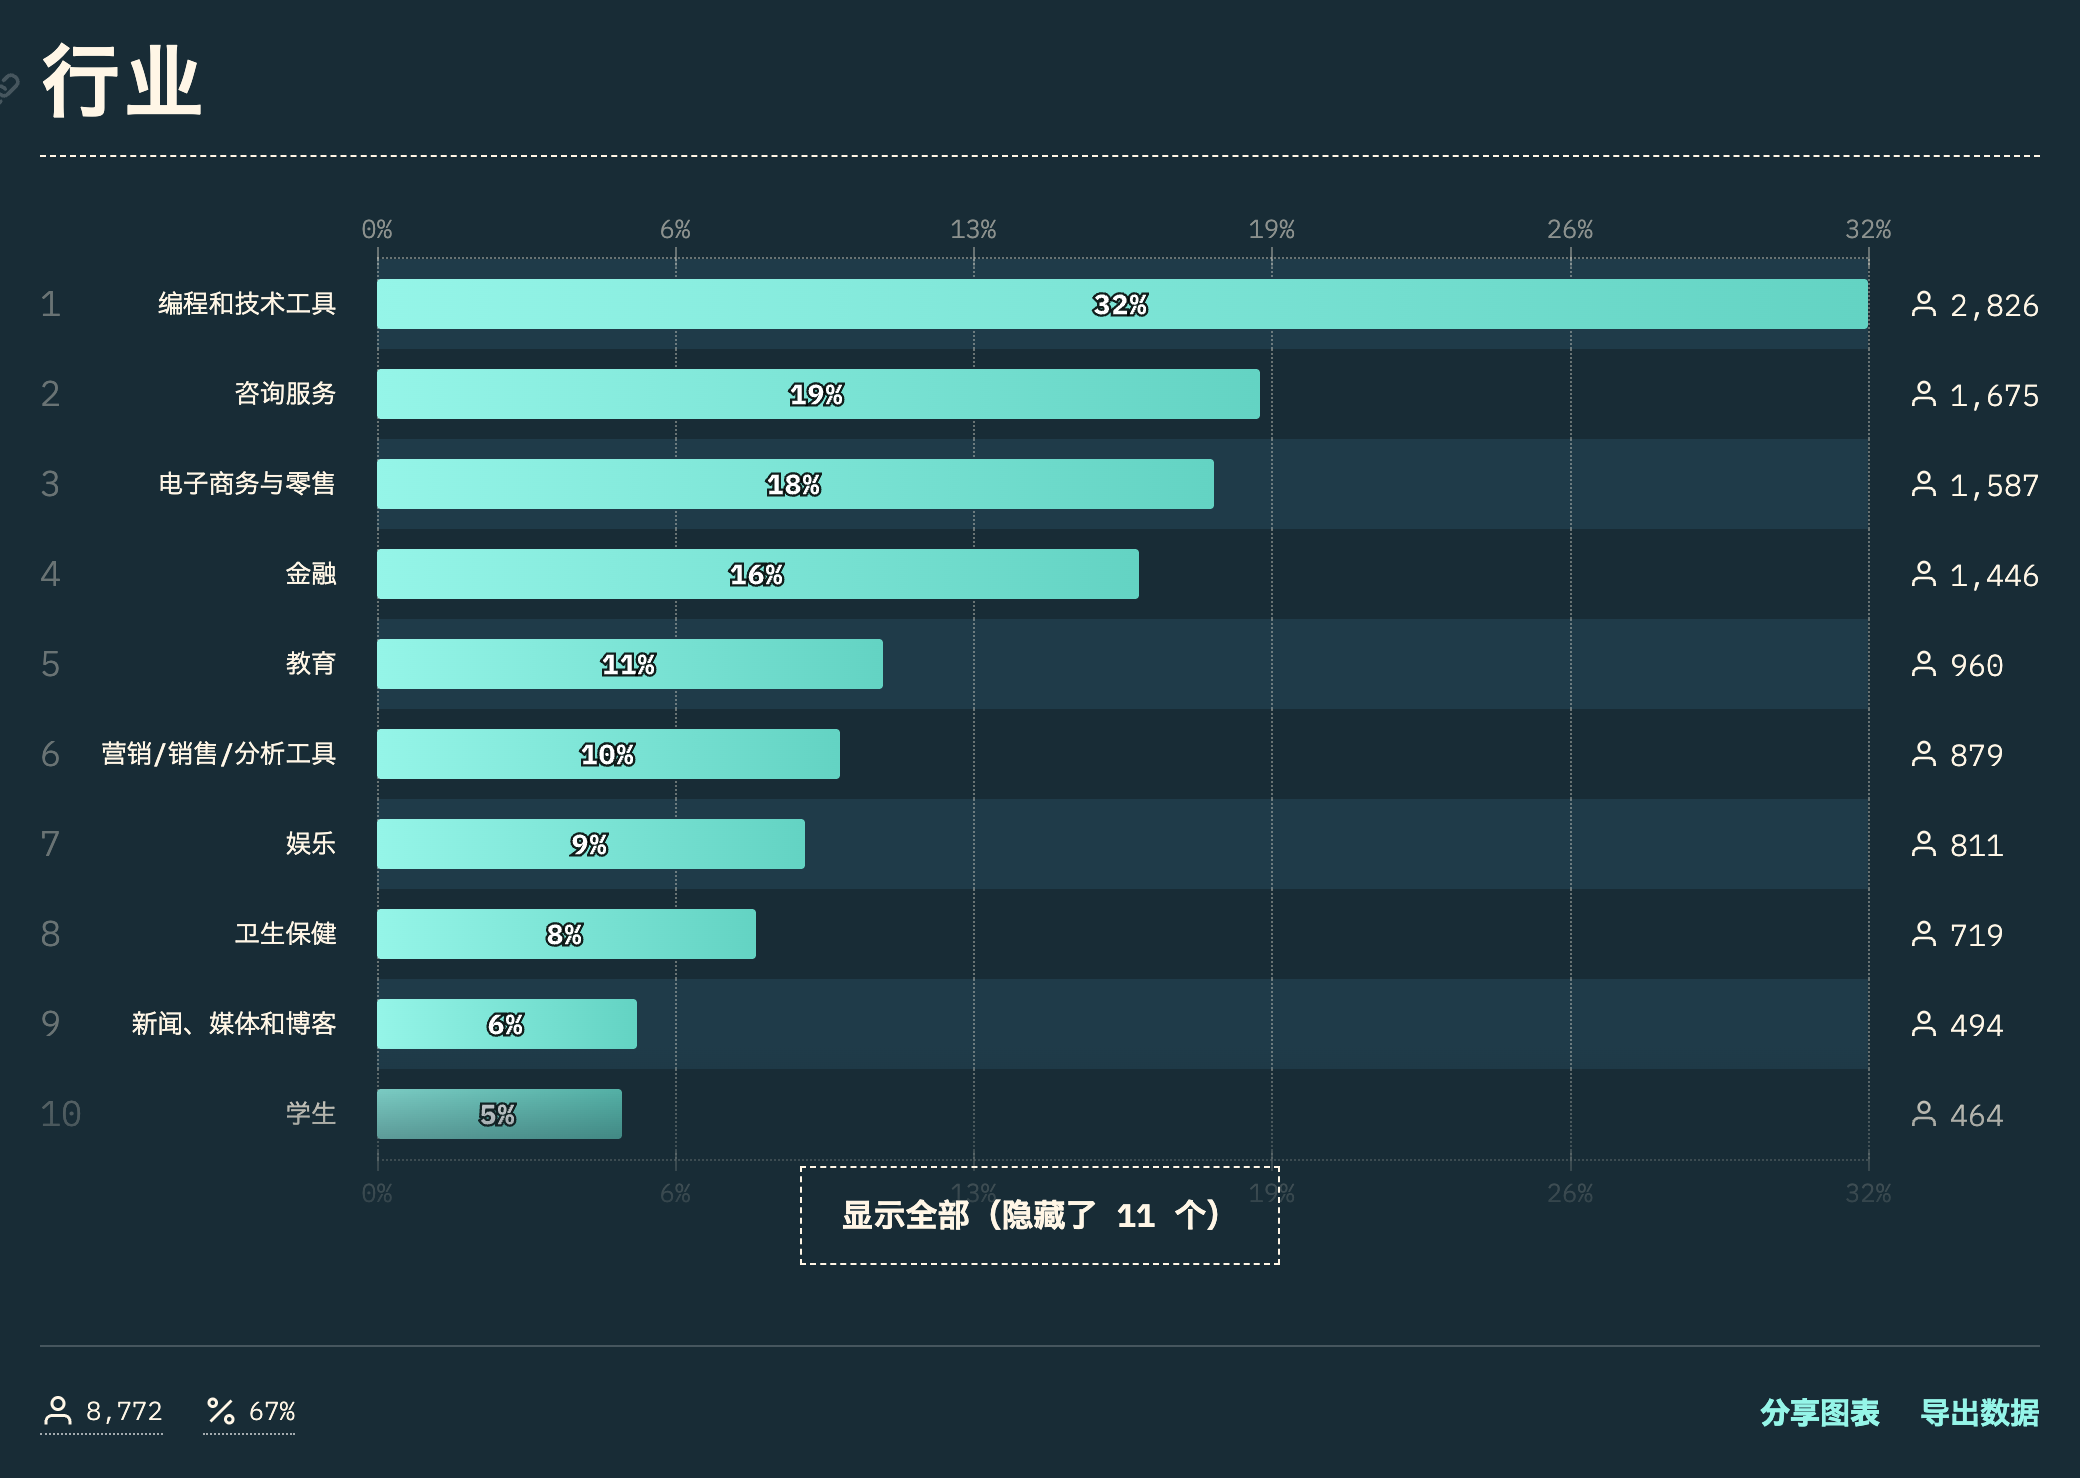 行业
0% 6% 13% 19% 26% 32%
1 编程和技术工具 32% 2,826
2 咨询服务 19% 1,675
3 电子商务与零售 18% 1,587
4 金融 16% 1,446
5 教育 11% 960
6 营销/销售/分析工具 10% 879
7 娱乐 9% 811
8 卫生保健 8% 719
9 新闻、媒体和博客 6% 494
10 学生 5% 464
0% 6% 13% 19% 26% 32%
显示全部（隐藏了 11 个）
8,772 67% 分享图表 导出数据